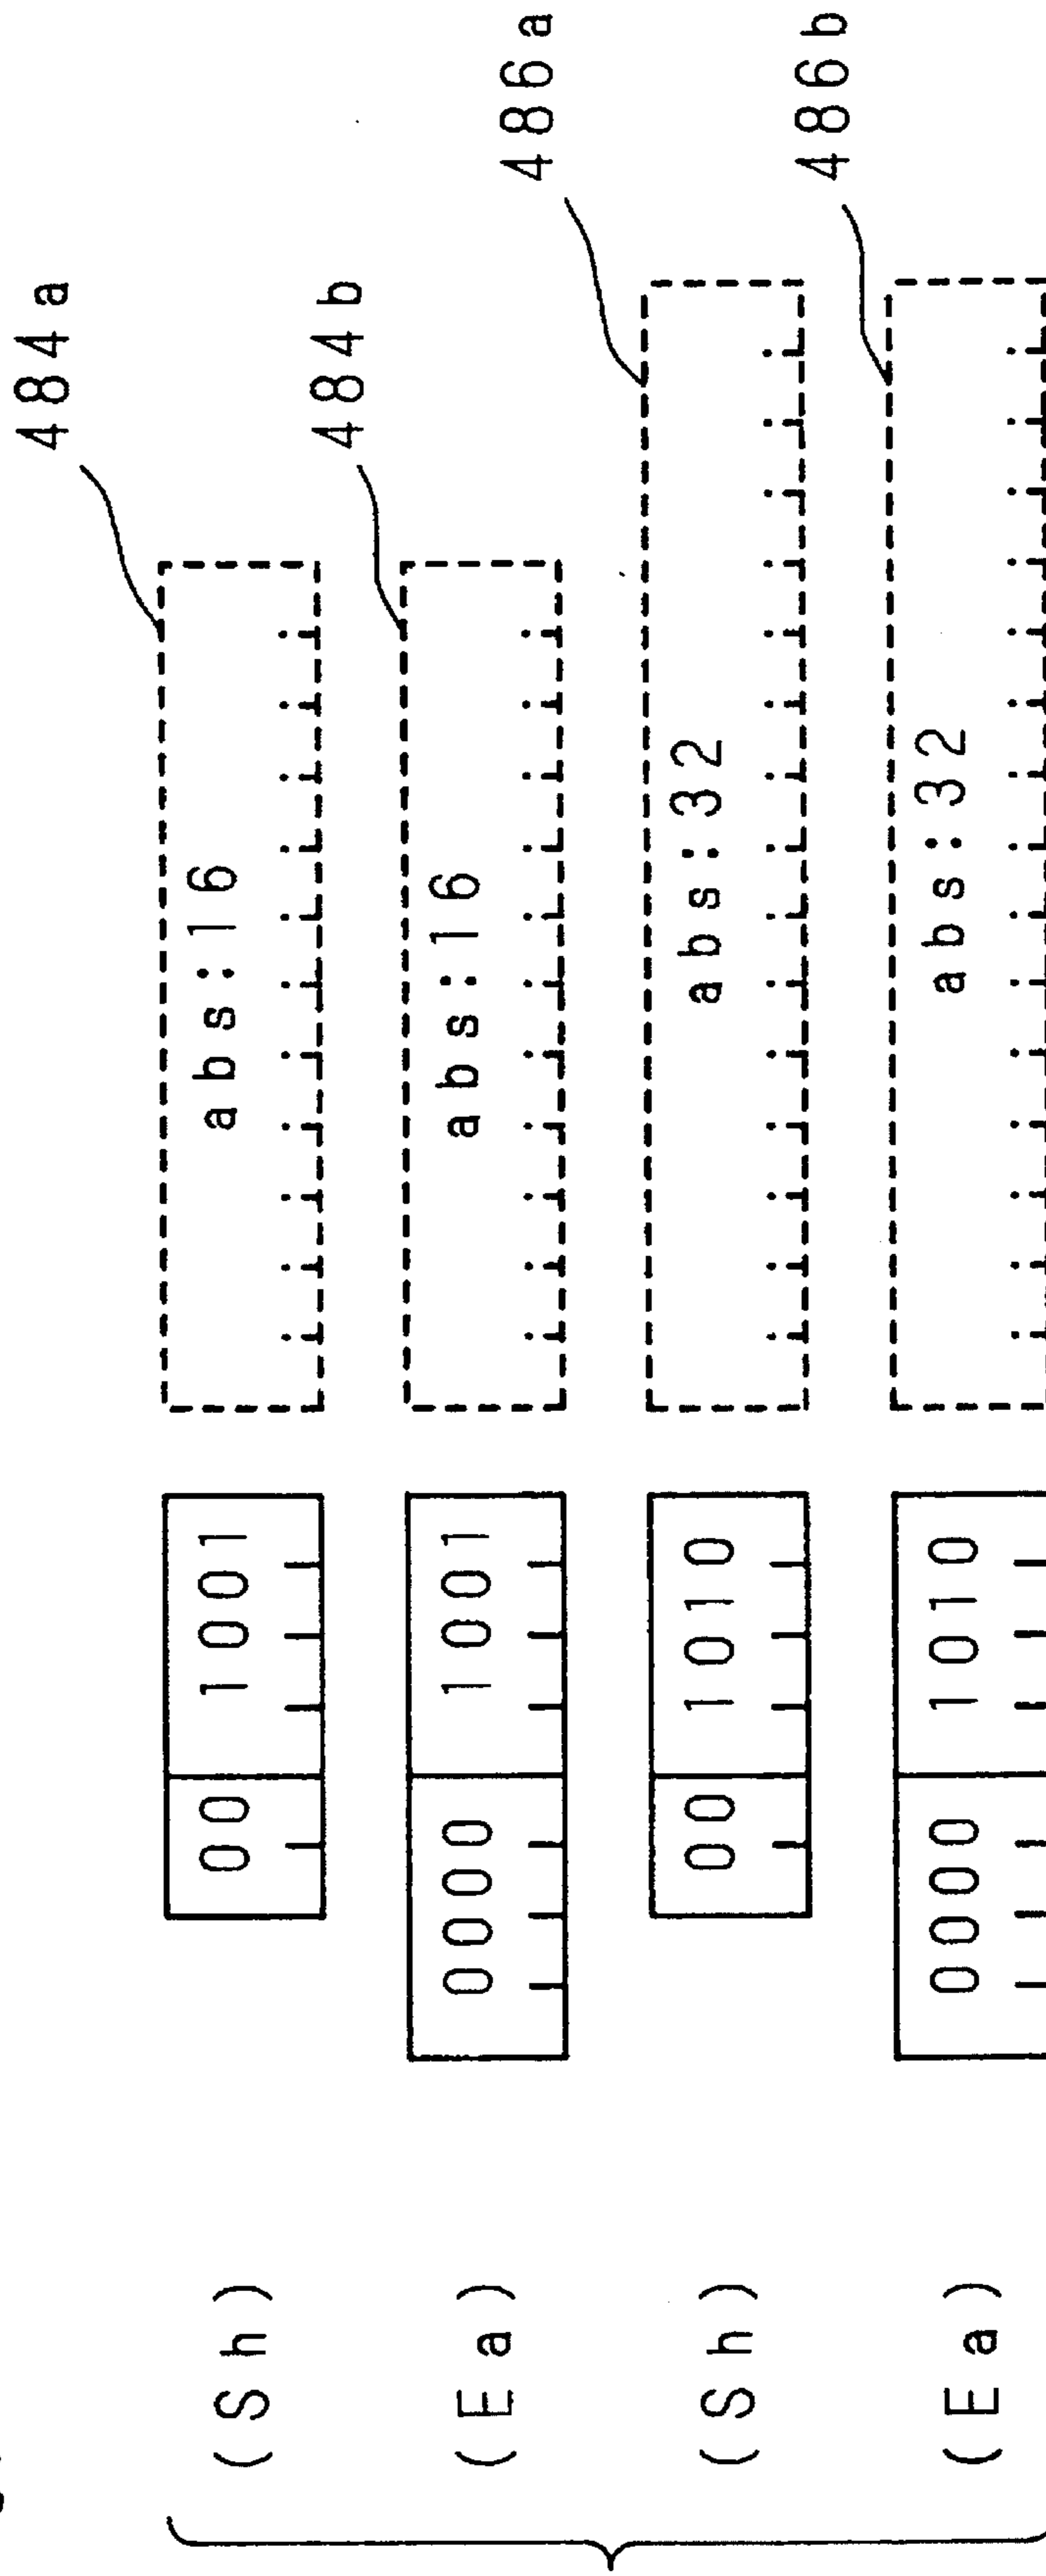 484a
(Sh) 00 1001 abs:16
484b
(Ea) 0000 1001 abs:16
486a
(Sh) 00 1010 abs:32
486b
(Ea) 0000 1010 abs:32